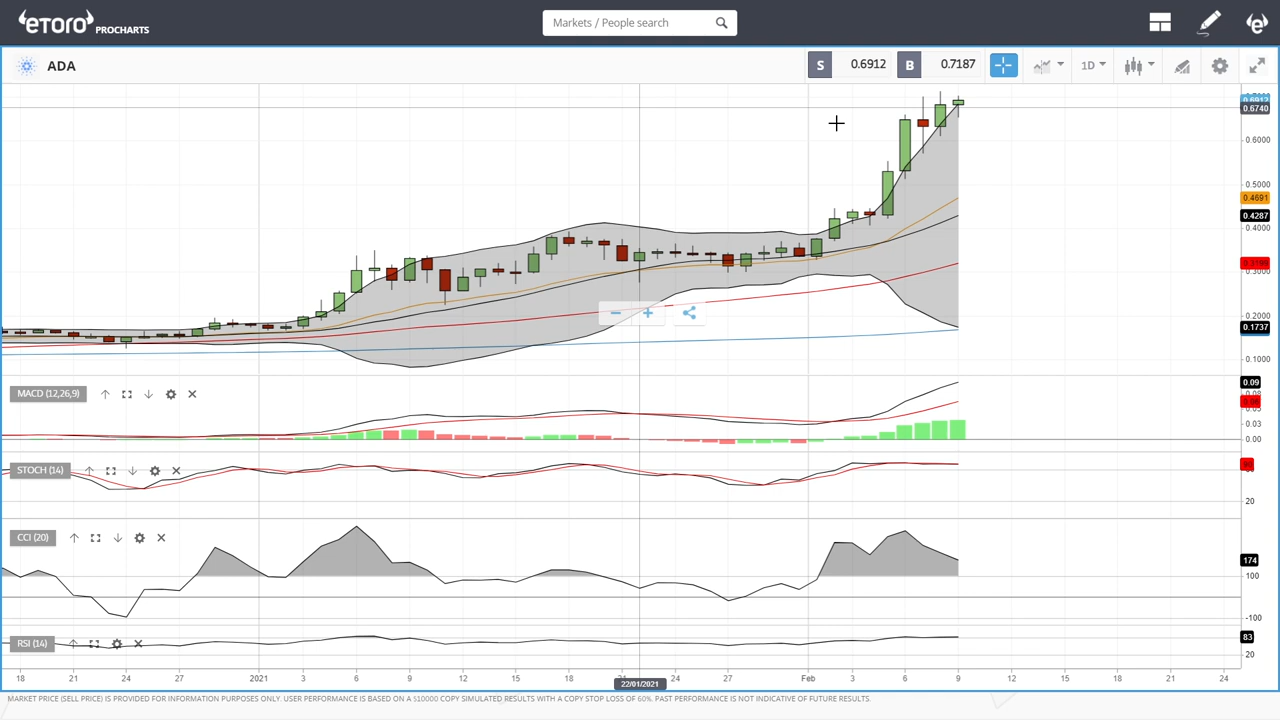 eToro PROCHARTS
Markets / People search
ADA
S 0.6912 B 0.7187
1D
0.6912
0.6740
0.6000
0.5000
0.4691
0.4287
0.4000
0.3000
0.2000
0.1737
0.1000
MACD (12,26,9)
0.09
0.06
0.03
0.00
STOCH (14)
20
CCI (20)
174
100
-100
RSI (14)
83
20
18 21 24 27 2021 3 6 9 12 15 18 24 27 Feb 3 6 9 12 15 18 21 24
22/01/2021
MARKET PRICE (SELL PRICE) IS PROVIDED FOR INFORMATION PURPOSES ONLY. USER PERFORMANCE IS BASED ON A $10000 COPY SIMULATED RESULTS WITH A COPY STOP LOSS OF 60%. PAST PERFORMANCE IS NOT INDICATIVE OF FUTURE RESULTS.